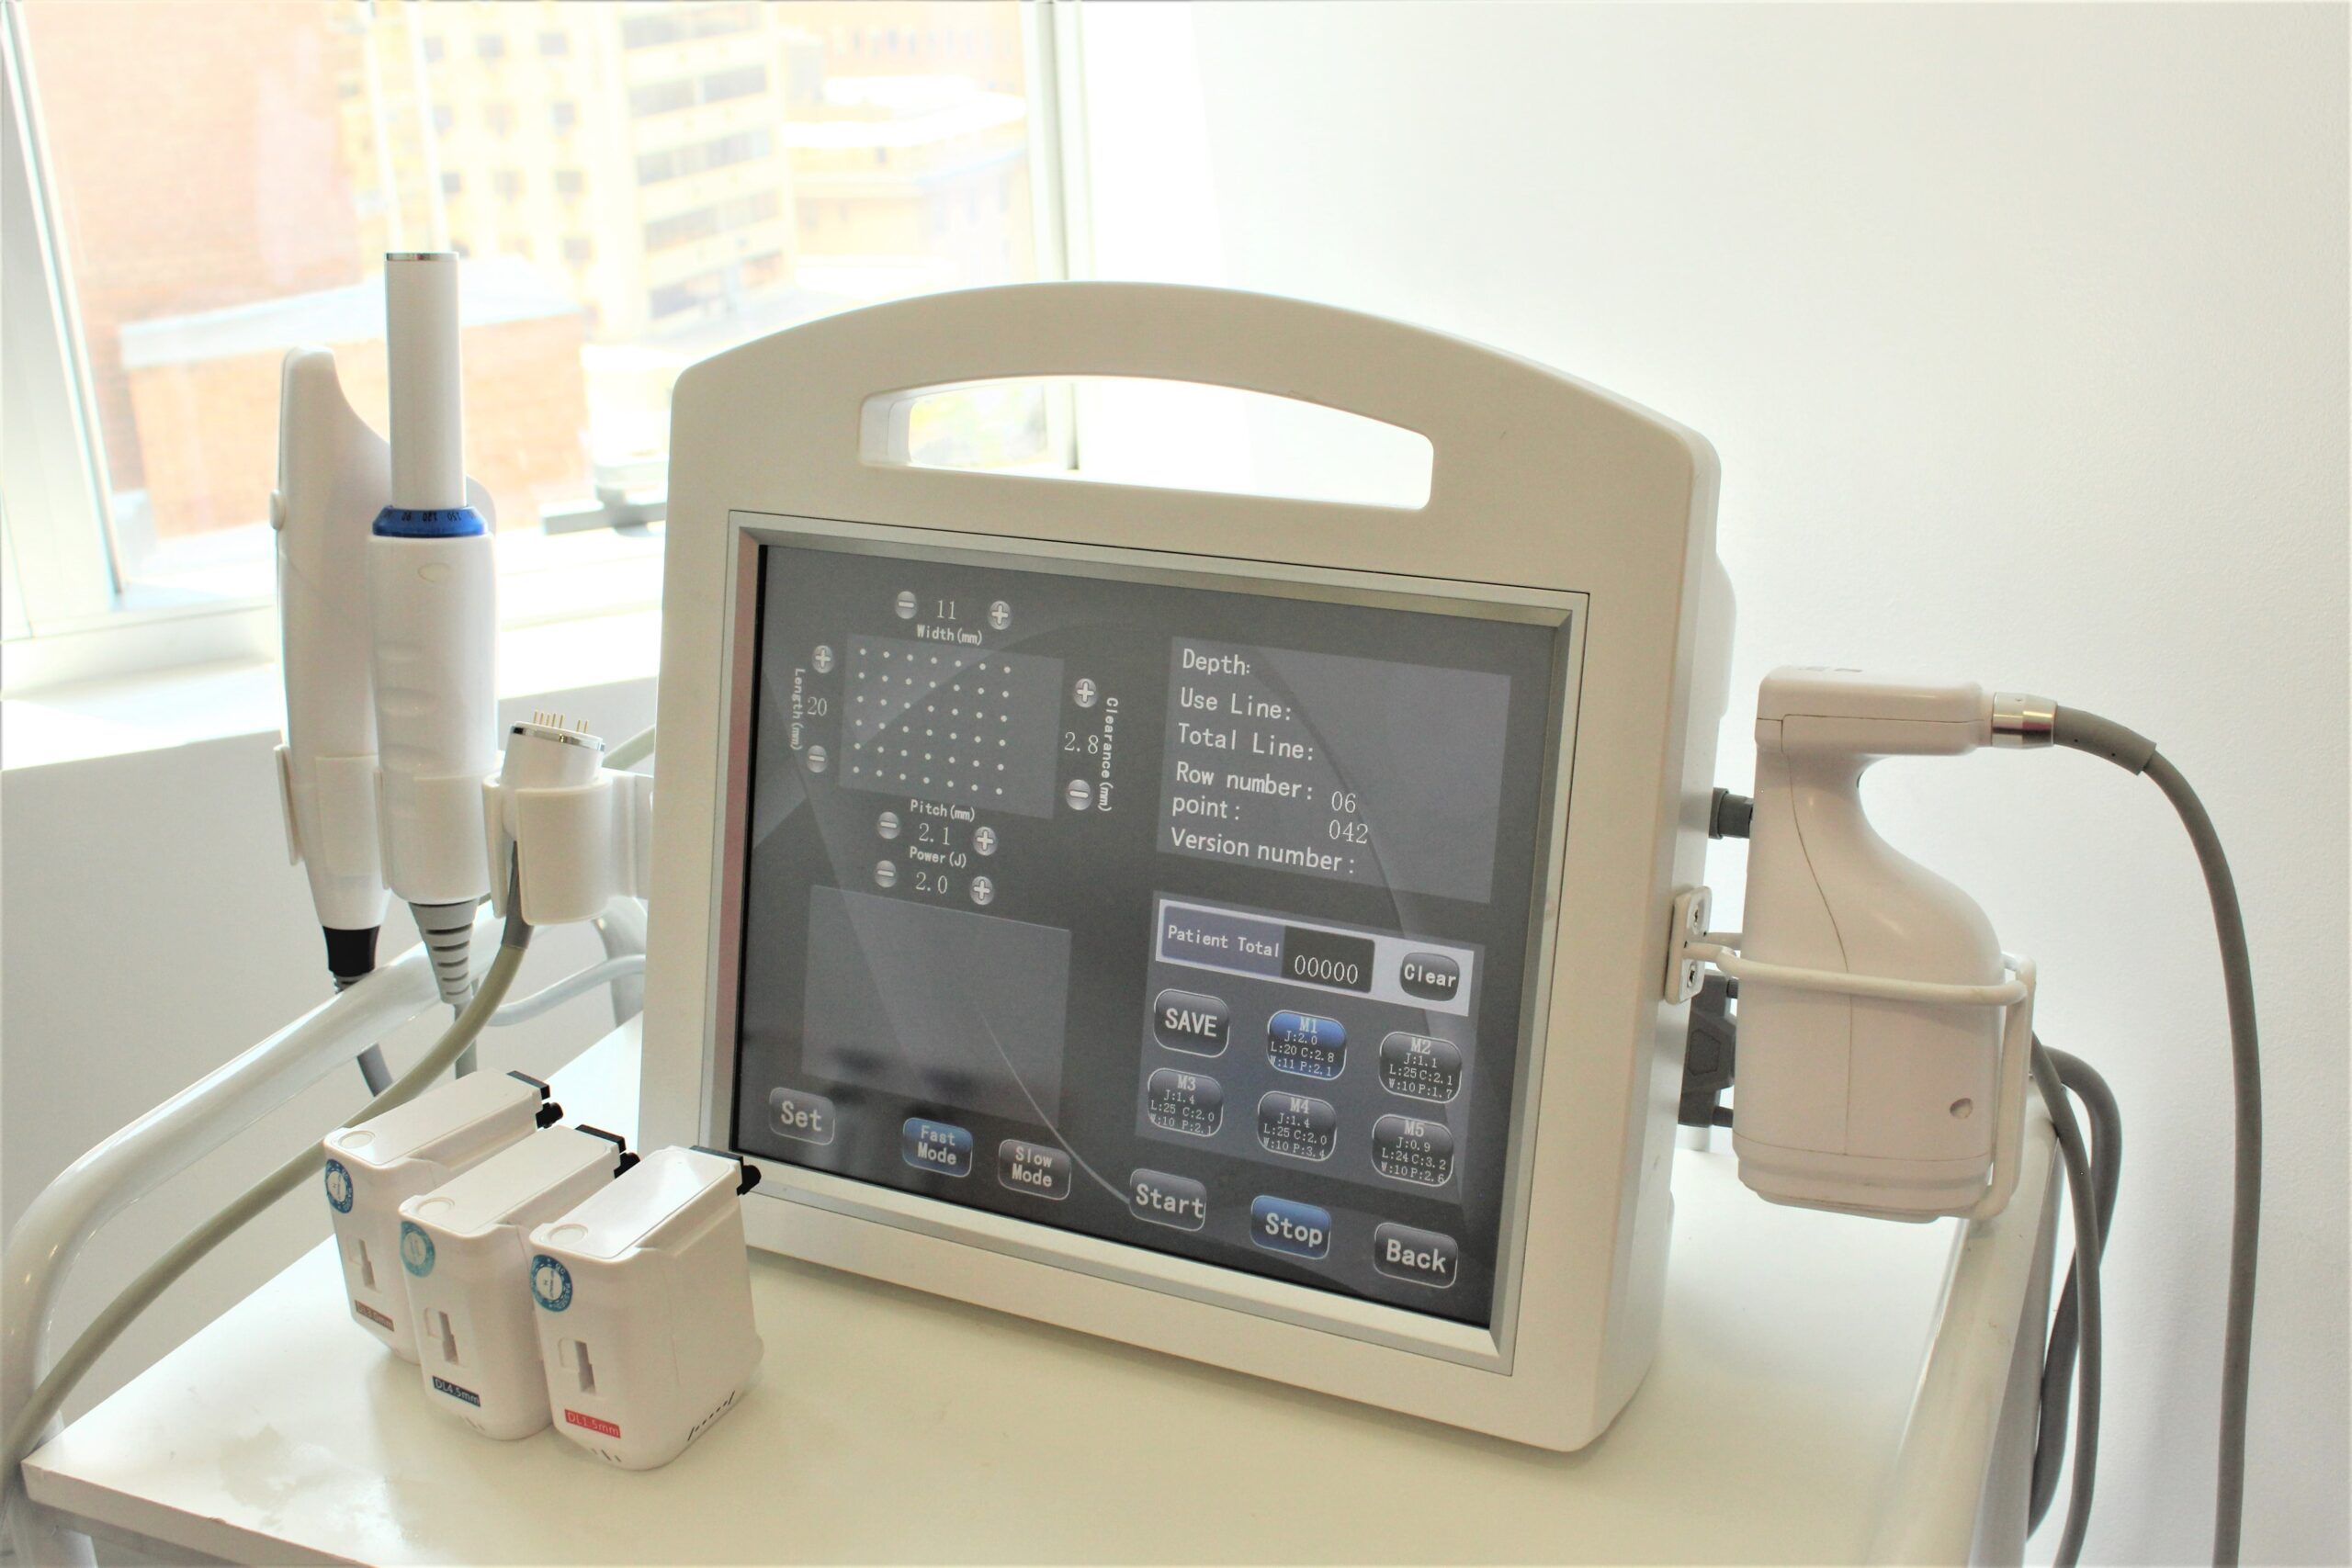 11
Width(mm)
Length(mm)
20
2.8
Clearance(mm)
Pitch(mm)
2.1
Power(J)
2.0
Depth:
Use Line:
Total Line:
Row number: 06
point: 042
Version number:
Patient Total 00000 Clear
SAVE
M1
J:2.0
L:20 C:2.8
W:11 P:2.1
M2
J:1.1
L:25 C:2.1
W:10 P:1.7
M3
J:1.4
L:25 C:2.0
W:10 P:2.1
M4
J:1.4
L:25 C:2.0
W:10 P:3.4
M5
J:0.9
L:24 C:3.2
W:10 P:2.6
Set
Fast
Mode
Slow
Mode
Start
Stop
Back
DL4.5mm
DL1.5mm